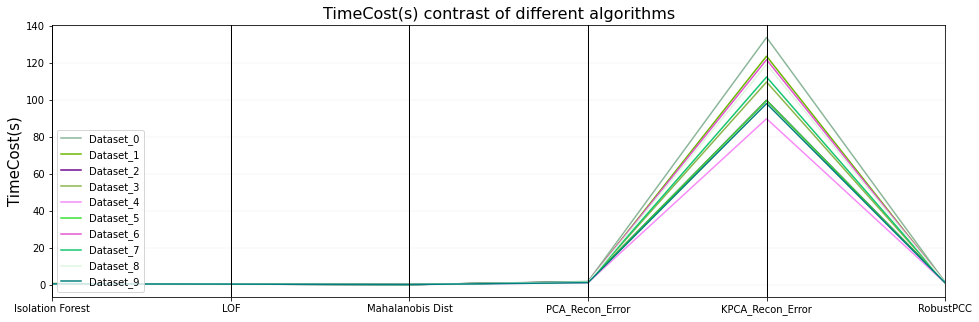 TimeCost(s) contrast of different algorithms
TimeCost(s)
140
120
100
80
60
40
20
0
Dataset_0
Dataset_1
Dataset_2
Dataset_3
Dataset_4
Dataset_5
Dataset_6
Dataset_7
Dataset_8
Dataset_9
Isolation Forest LOF Mahalanobis Dist PCA_Recon_Error KPCA_Recon_Error RobustPCC